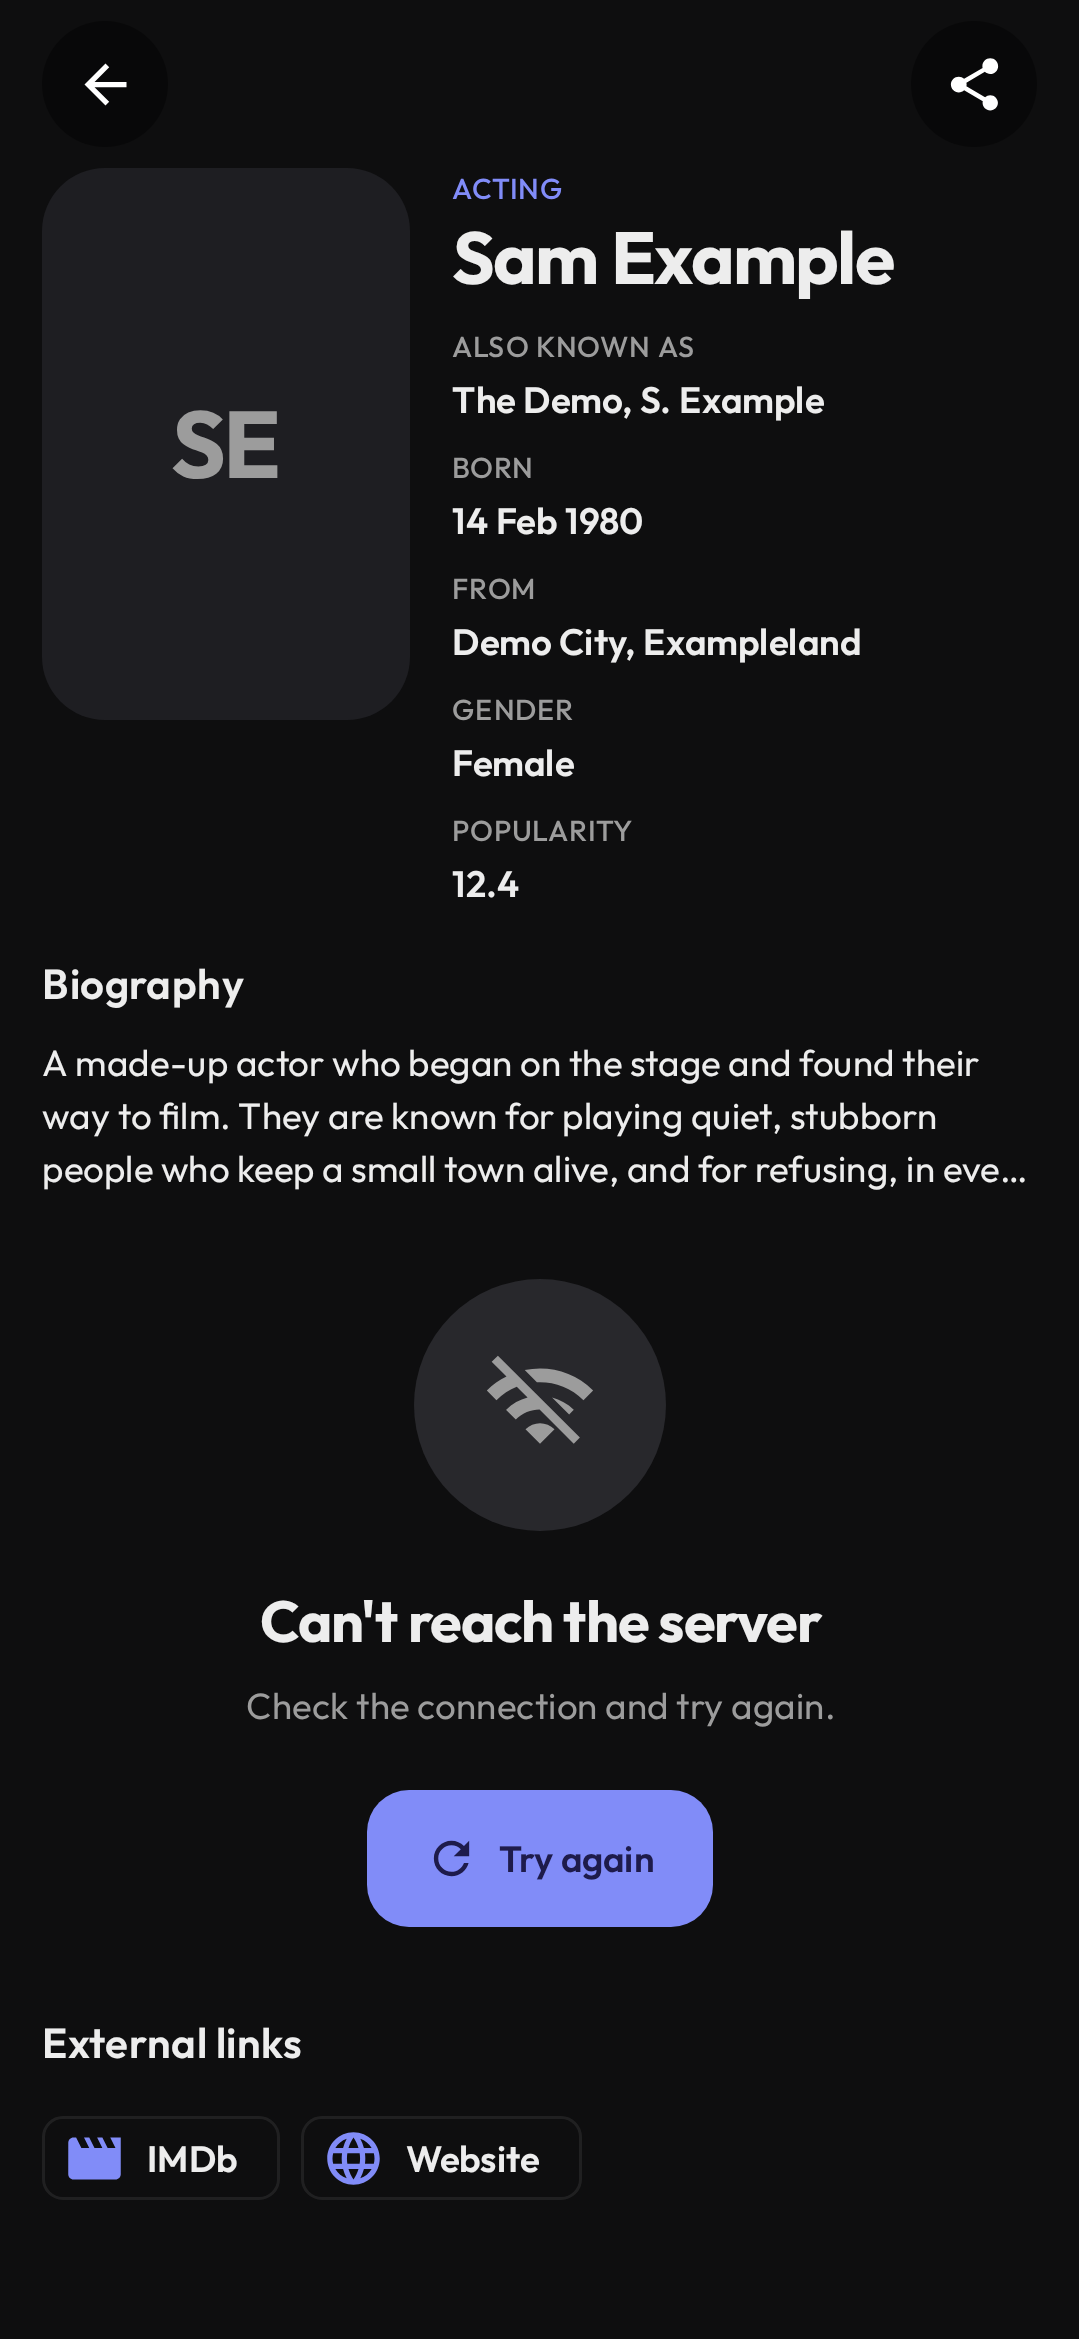 ACTING
Sam Example
ALSO KNOWN AS
The Demo, S. Example
BORN
14 Feb 1980
FROM
Demo City, Exampleland
GENDER
Female
POPULARITY
12.4
SE
Biography
A made-up actor who began on the stage and found their
way to film. They are known for playing quiet, stubborn
people who keep a small town alive, and for refusing, in eve...
Can't reach the server
Check the connection and try again.
Try again
External links
IMDb
Website